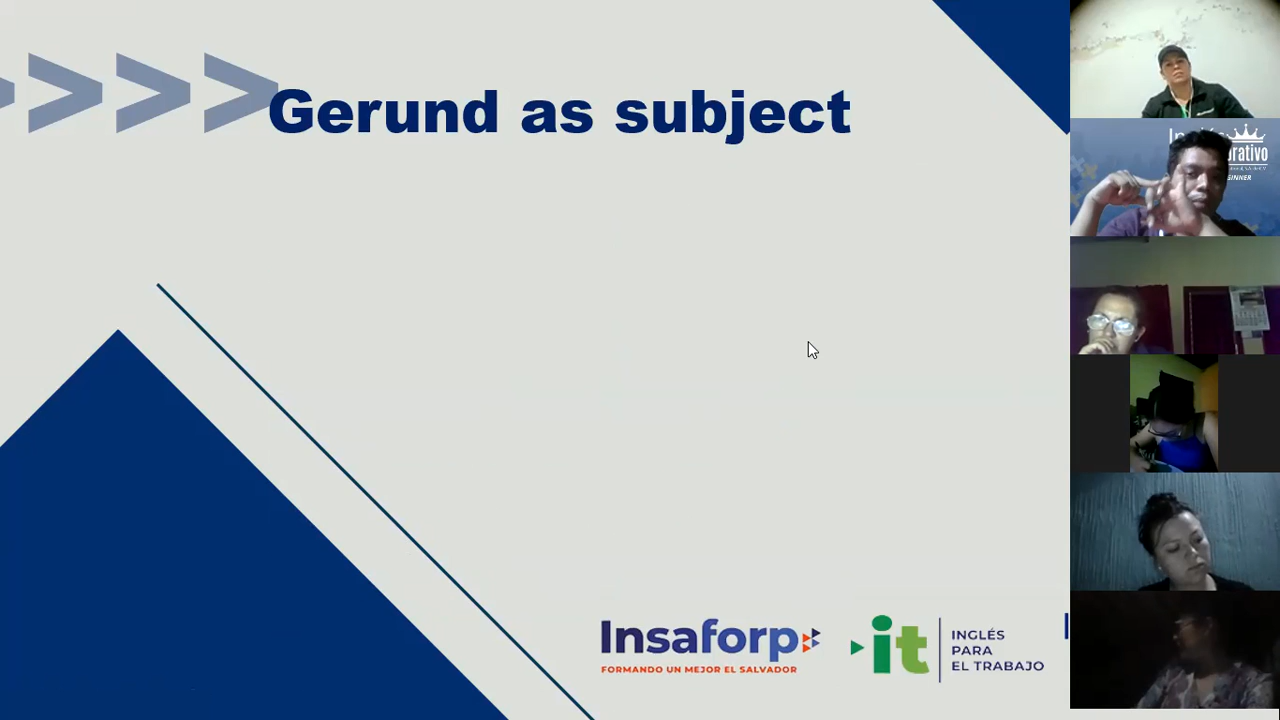 Gerund as subject
Insaforp
FORMANDO UN MEJOR EL SALVADOR
it
INGLÉS
PARA
EL TRABAJO